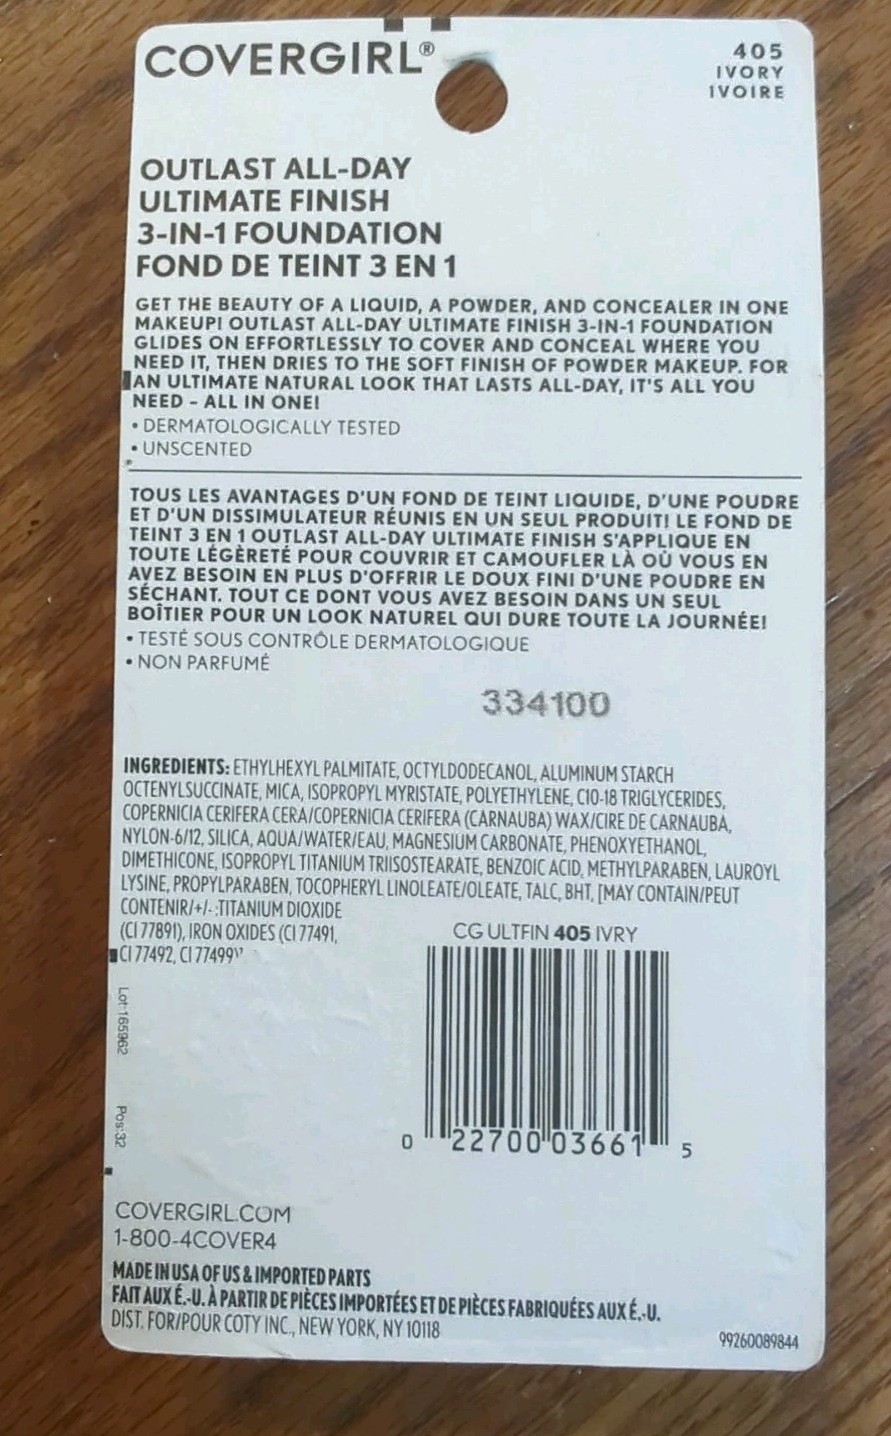 COVERGIRL®
405
IVORY
IVOIRE
OUTLAST ALL-DAY
ULTIMATE FINISH
3-IN-1 FOUNDATION
FOND DE TEINT 3 EN 1
GET THE BEAUTY OF A LIQUID, A POWDER, AND CONCEALER IN ONE
MAKEUP! OUTLAST ALL-DAY ULTIMATE FINISH 3-IN-1 FOUNDATION
GLIDES ON EFFORTLESSLY TO COVER AND CONCEAL WHERE YOU
NEED IT, THEN DRIES TO THE SOFT FINISH OF POWDER MAKEUP. FOR
AN ULTIMATE NATURAL LOOK THAT LASTS ALL-DAY, IT'S ALL YOU
NEED - ALL IN ONE!
• DERMATOLOGICALLY TESTED
• UNSCENTED
TOUS LES AVANTAGES D'UN FOND DE TEINT LIQUIDE, D'UNE POUDRE
ET D'UN DISSIMULATEUR RÉUNIS EN UN SEUL PRODUIT! LE FOND DE
TEINT 3 EN 1 OUTLAST ALL-DAY ULTIMATE FINISH S'APPLIQUE EN
TOUTE LÉGÈRETÉ POUR COUVRIR ET CAMOUFLER LÀ OÙ VOUS EN
AVEZ BESOIN EN PLUS D'OFFRIR LE DOUX FINI D'UNE POUDRE EN
SÉCHANT. TOUT CE DONT VOUS AVEZ BESOIN DANS UN SEUL
BOÎTIER POUR UN LOOK NATUREL QUI DURE TOUTE LA JOURNÉE!
• TESTÉ SOUS CONTRÔLE DERMATOLOGIQUE
• NON PARFUMÉ
334100
INGREDIENTS: ETHYLHEXYL PALMITATE, OCTYLDODECANOL, ALUMINUM STARCH
OCTENYLSUCCINATE, MICA, ISOPROPYL MYRISTATE, POLYETHYLENE, C10-18 TRIGLYCERIDES,
COPERNICIA CERIFERA CERA/COPERNICIA CERIFERA (CARNAUBA) WAX/CIRE DE CARNAUBA,
NYLON-6/12, SILICA, AQUA/WATER/EAU, MAGNESIUM CARBONATE, PHENOXYETHANOL,
DIMETHICONE, ISOPROPYL TITANIUM TRIISOSTEARATE, BENZOIC ACID, METHYLPARABEN, LAUROYL
LYSINE, PROPYLPARABEN, TOCOPHERYL LINOLEATE/OLEATE, TALC, BHT, [MAY CONTAIN/PEUT
CONTENIR/+/-:TITANIUM DIOXIDE
(CI 77891), IRON OXIDES (CI 77491,
CI 77492, CI 77499)]
CG ULTFIN 405 IVRY
Lot:165962
Pos:32
0 22700 03661 5
COVERGIRL.COM
1-800-4COVER4
MADE IN USA OF US & IMPORTED PARTS
FAIT AUX É.-U. À PARTIR DE PIÈCES IMPORTÉES ET DE PIÈCES FABRIQUÉES AUX É.-U.
DIST. FOR/POUR COTY INC., NEW YORK, NY 10118
99260089844